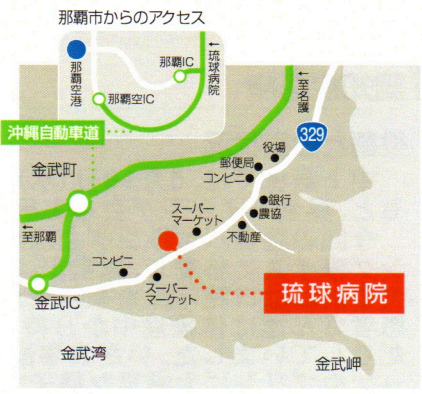 那覇市からのアクセス
那覇空港
那覇IC
那覇空IC
←琉球病院
沖縄自動車道
←至名護
329
金武町
役場
郵便局
コンビニ
銀行
農協
不動産
スーパー
マーケット
←至那覇
コンビニ
スーパー
マーケット
琉球病院
金武IC
金武湾
金武岬